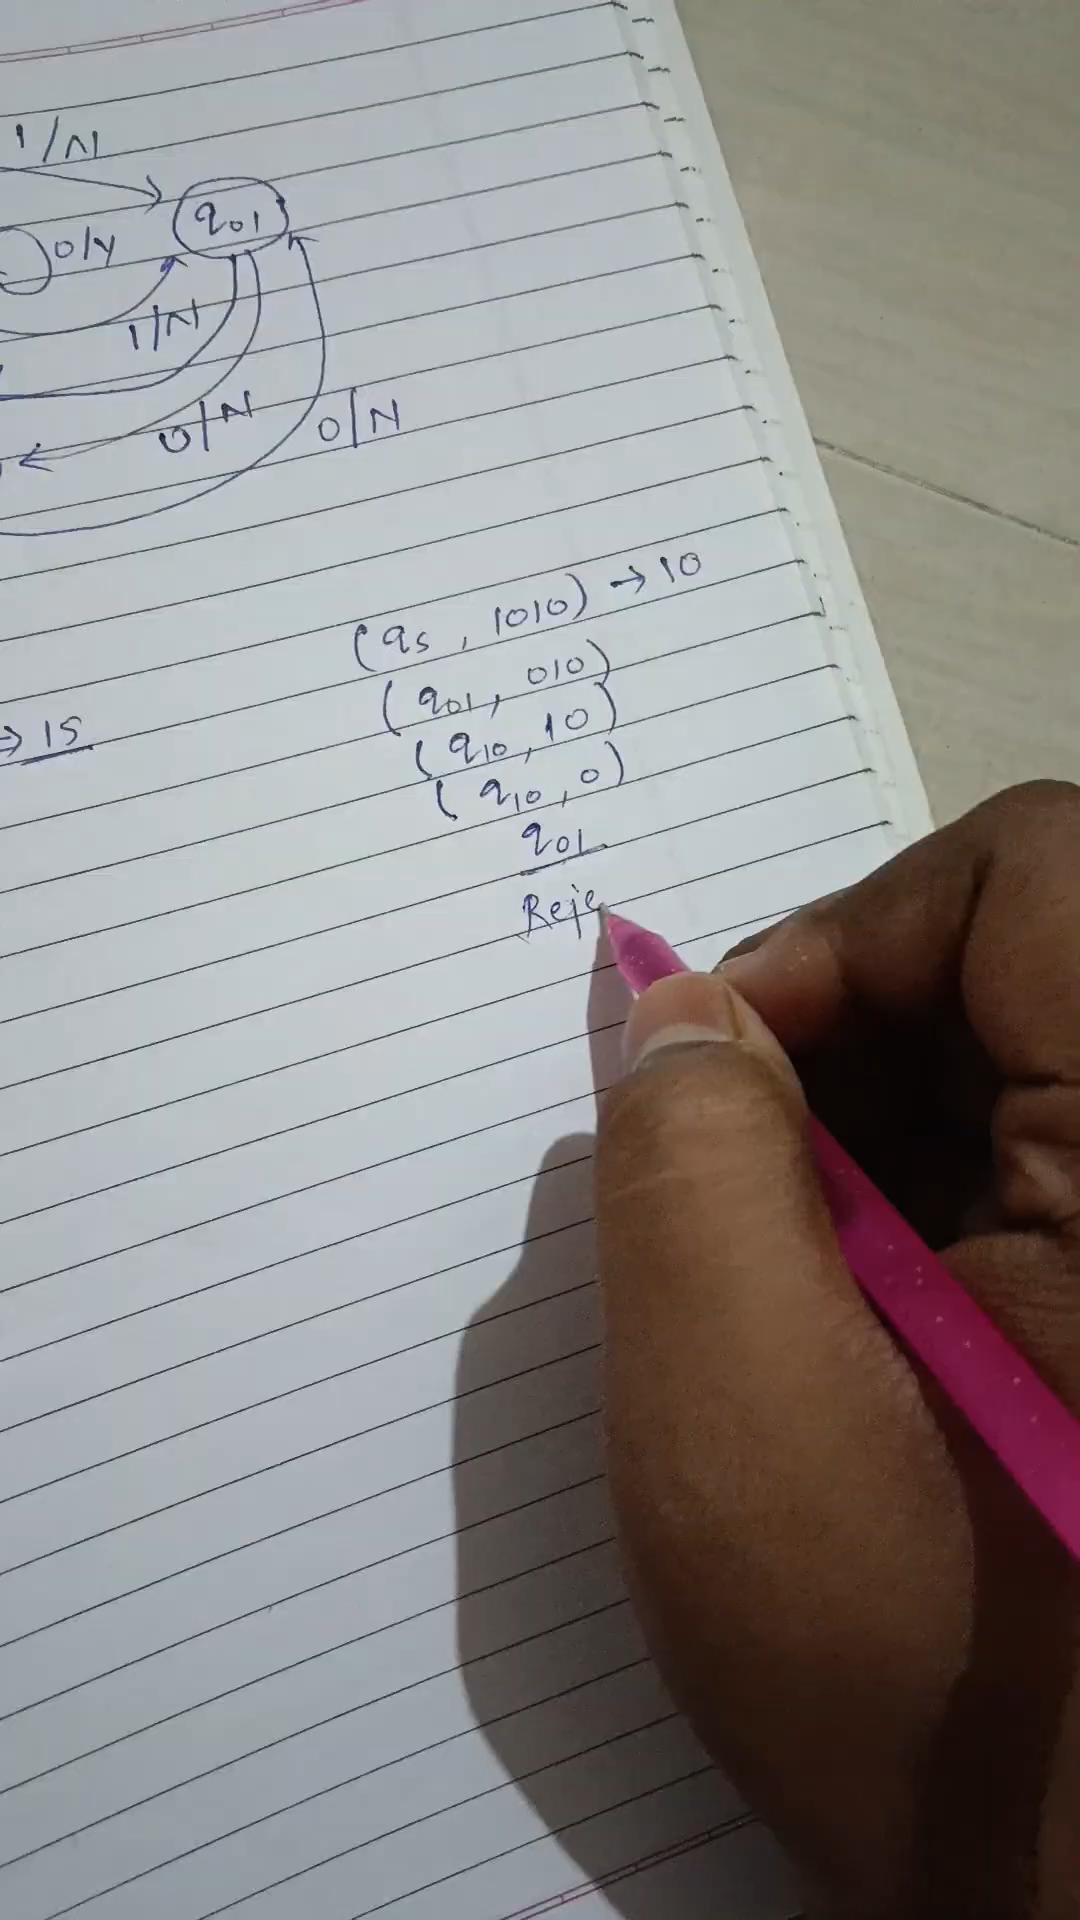 1/N
q01
0/y
1/N
0/N
0/N
(qs, 1010) → 10
(q01, 010)
→ 15
(q10, 10)
(q10, 0)
q01
Reje